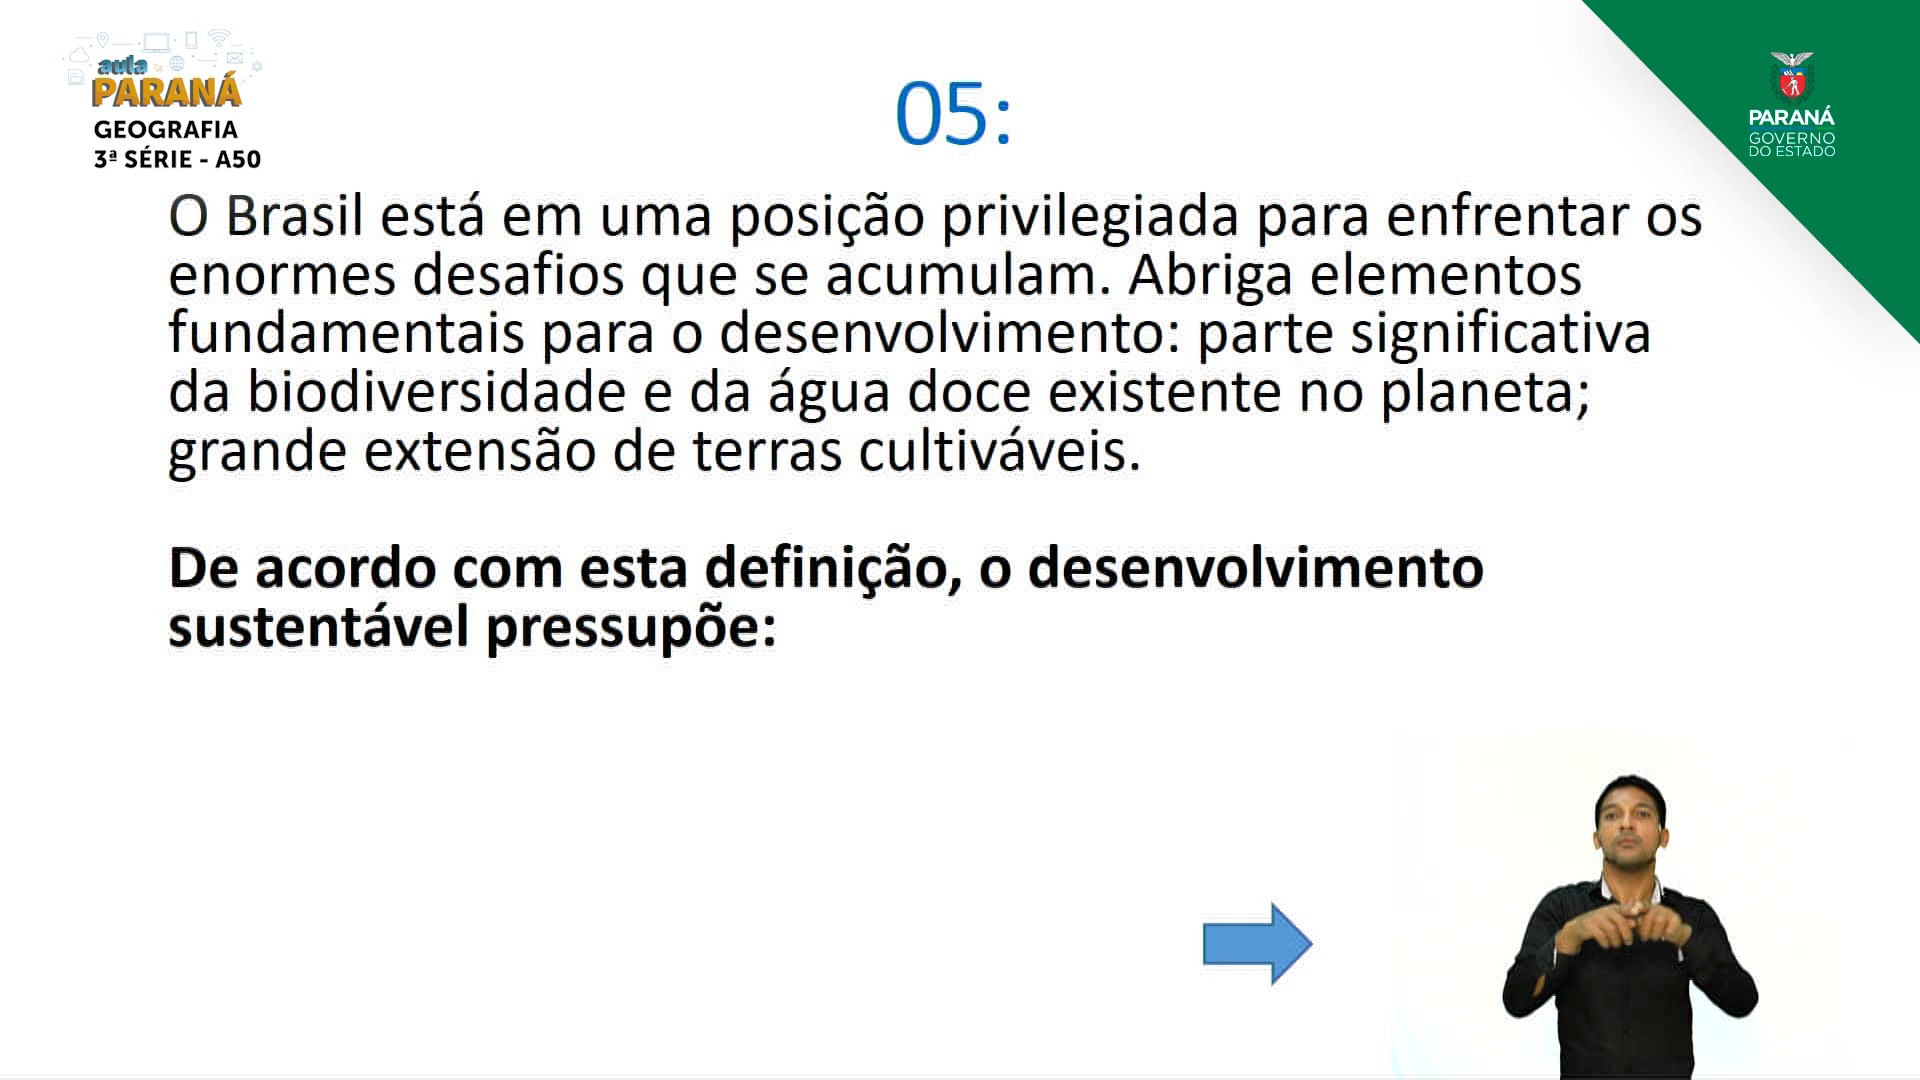 aula
PARANÁ
GEOGRAFIA
3ª SÉRIE - A50
05:
PARANÁ
GOVERNO
DO ESTADO
O Brasil está em uma posição privilegiada para enfrentar os
enormes desafios que se acumulam. Abriga elementos
fundamentais para o desenvolvimento: parte significativa
da biodiversidade e da água doce existente no planeta;
grande extensão de terras cultiváveis.
De acordo com esta definição, o desenvolvimento
sustentável pressupõe: